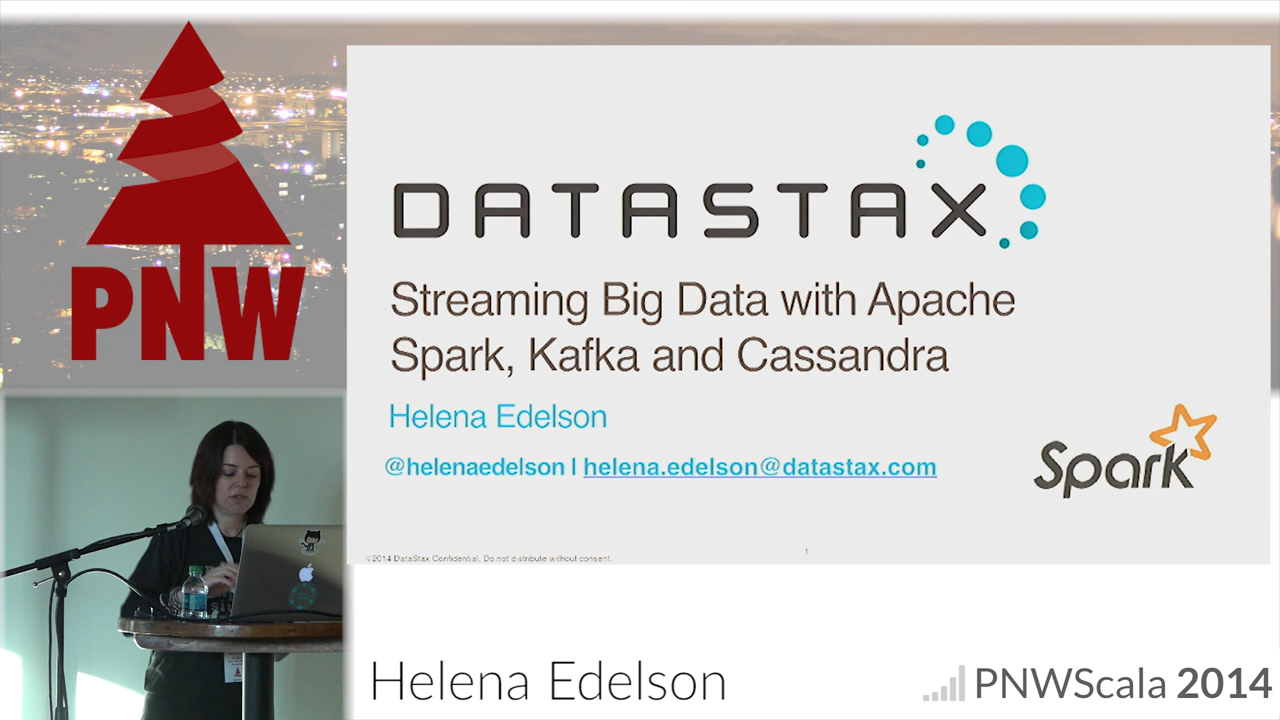 PNW
DATASTAX
Streaming Big Data with Apache
Spark, Kafka and Cassandra
Helena Edelson
@helenaedelson | helena.edelson@datastax.com
Spark
©2014 DataStax Confidential. Do not distribute without consent.
1
Helena Edelson
PNWScala 2014